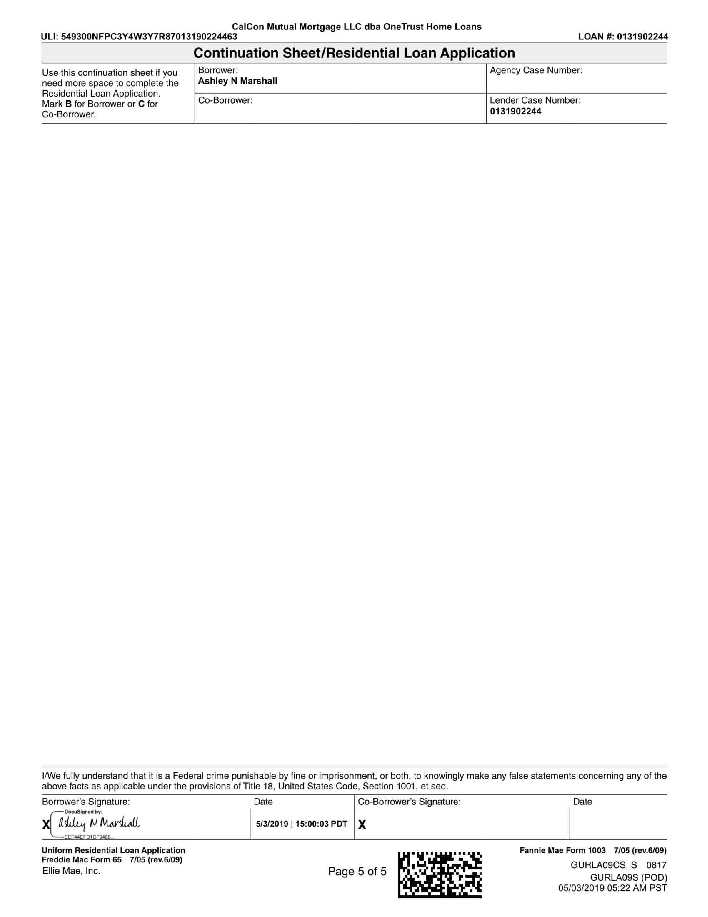 CalCon Mutual Mortgage LLC dba OneTrust Home Loans
ULI: 549300NFPC3Y4W3Y7R87013190224463 LOAN #: 0131902244
Continuation Sheet/Residential Loan Application
Use this continuation sheet if you
need more space to complete the
Residential Loan Application.
Mark B for Borrower or C for
Co-Borrower.
Borrower:
Ashley N Marshall
Agency Case Number:
Co-Borrower:
Lender Case Number:
0131902244
I/We fully understand that it is a Federal crime punishable by fine or imprisonment, or both, to knowingly make any false statements concerning any of the
above facts as applicable under the provisions of Title 18, United States Code, Section 1001, et seq.
Borrower's Signature: Date Co-Borrower's Signature: Date
DocuSigned by:
X Ashley N Marshall 5/3/2019 | 15:00:03 PDT X
Uniform Residential Loan Application
Freddie Mac Form 65 7/05 (rev.6/09)
Ellie Mae, Inc.
Page 5 of 5
Fannie Mae Form 1003 7/05 (rev.6/09)
GURLA09CS_S 0817
GURLA09S (POD)
05/03/2019 05:22 AM PST